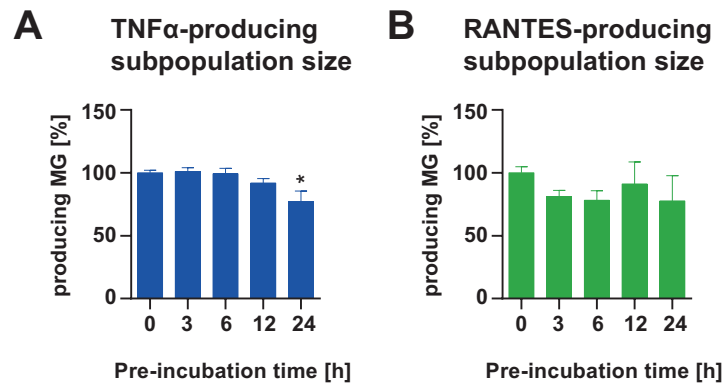 A
TNFα-producing
subpopulation size
producing MG [%]
150
100
50
0
*
0 3 6 12 24
Pre-incubation time [h]
B
RANTES-producing
subpopulation size
producing MG [%]
150
100
50
0
0 3 6 12 24
Pre-incubation time [h]